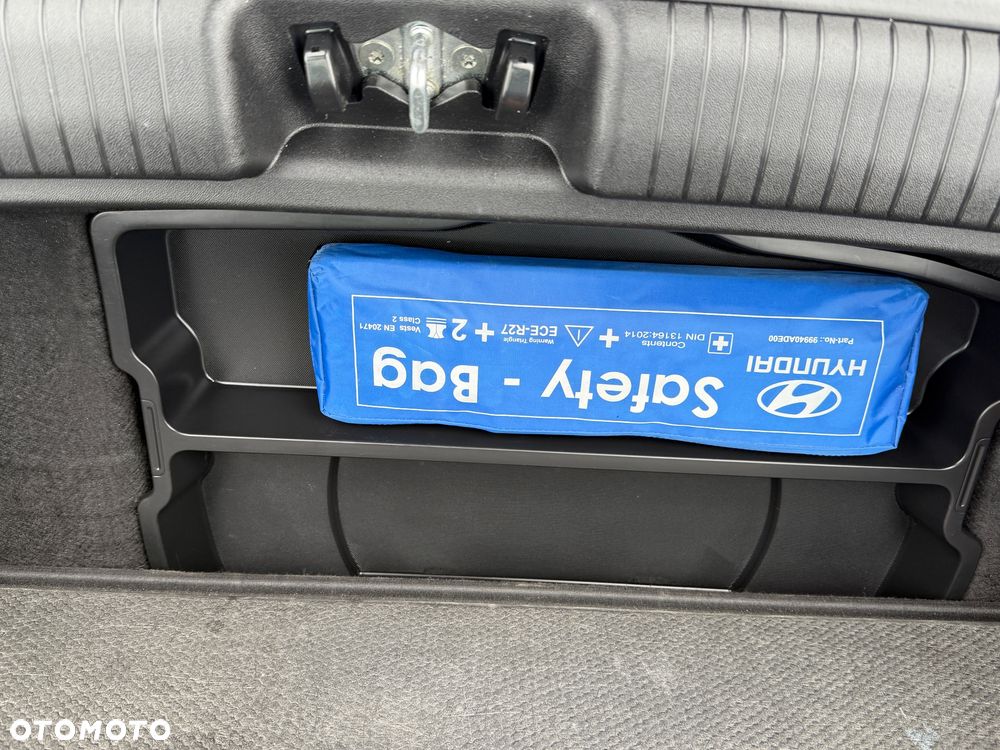 HYUNDAI
Part-No.: 99940ADE00
Safety - Bag
Contents
DIN 13164:2014
+
Warning Triangle
ECE-R27
+ 2
Vests EN 20471
Class 2
OTOMOTO